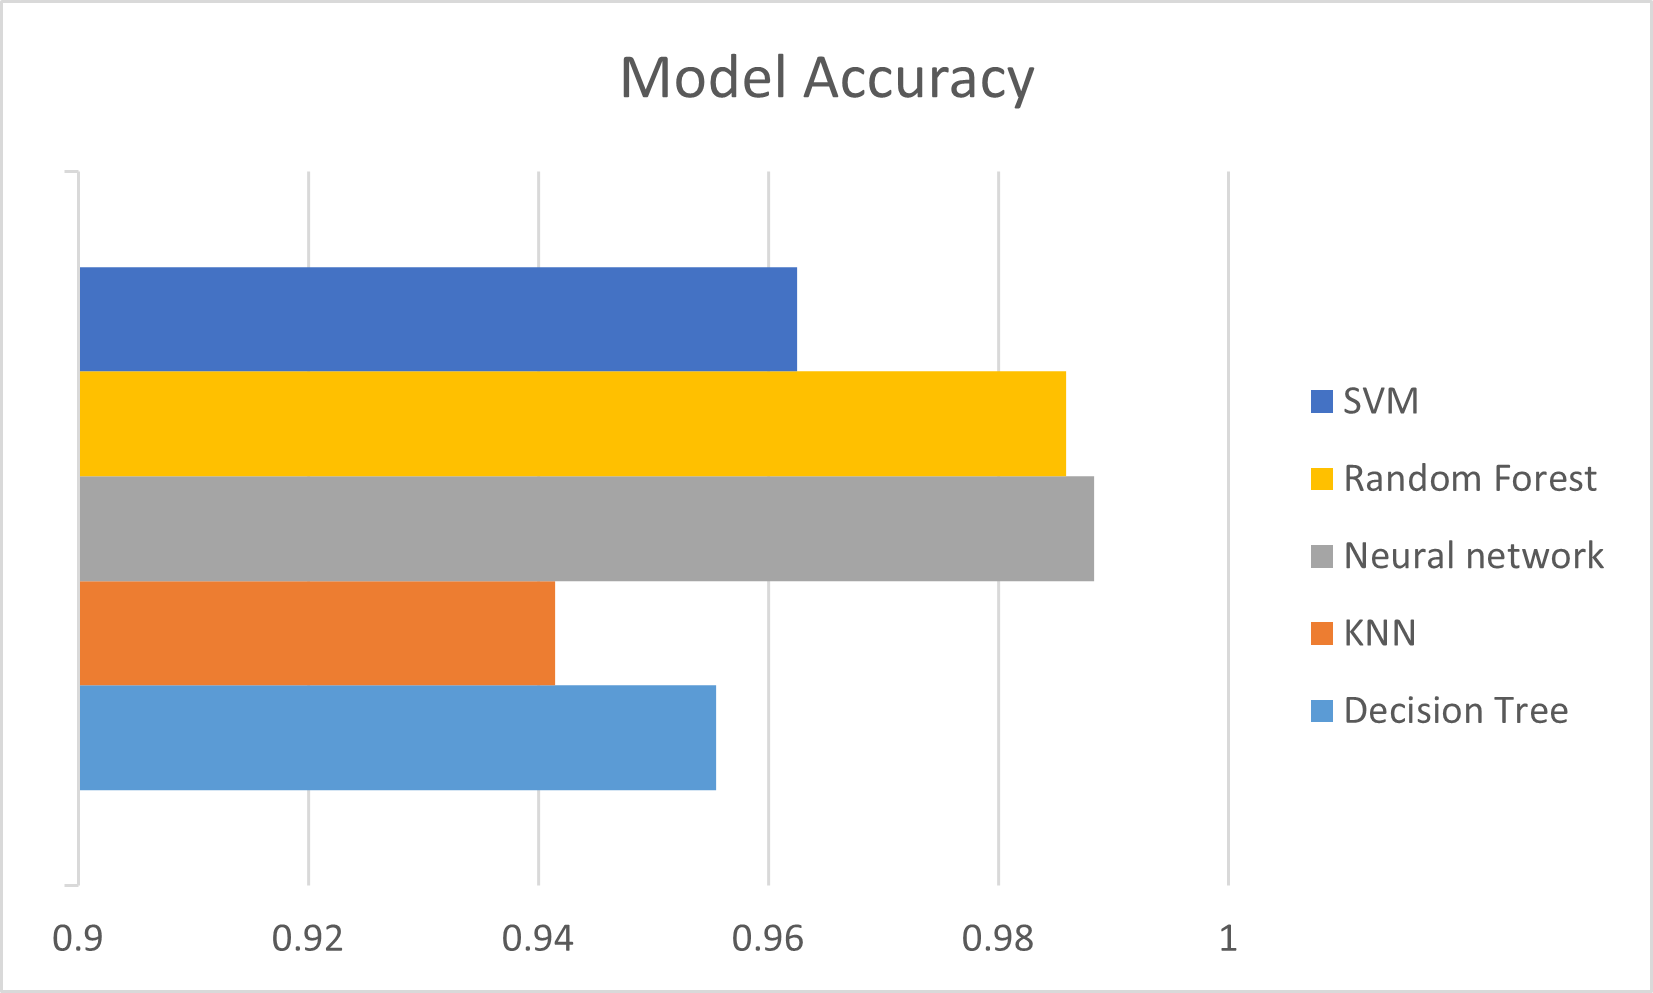 Model Accuracy
SVM
Random Forest
Neural network
KNN
Decision Tree
0.9 0.92 0.94 0.96 0.98 1